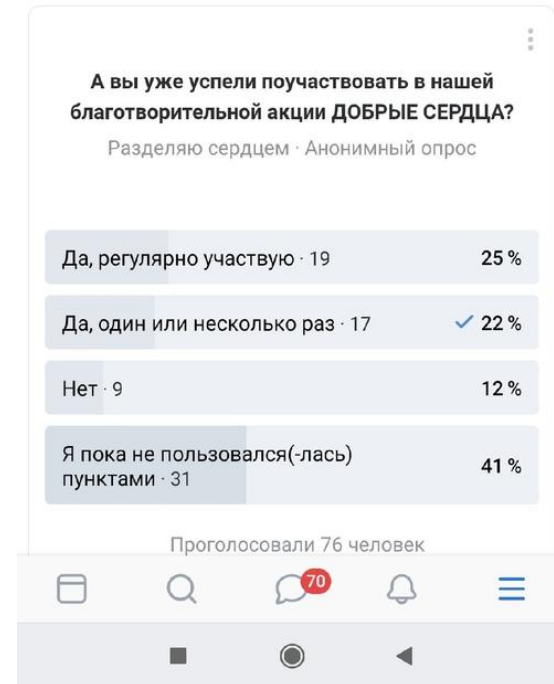 А вы уже успели поучаствовать в нашей
благотворительной акции ДОБРЫЕ СЕРДЦА?
Разделяю сердцем · Анонимный опрос
Да, регулярно участвую · 19 25 %
Да, один или несколько раз · 17 22 %
Нет · 9 12 %
Я пока не пользовался(-лась)
пунктами · 31 41 %
Проголосовали 76 человек
70